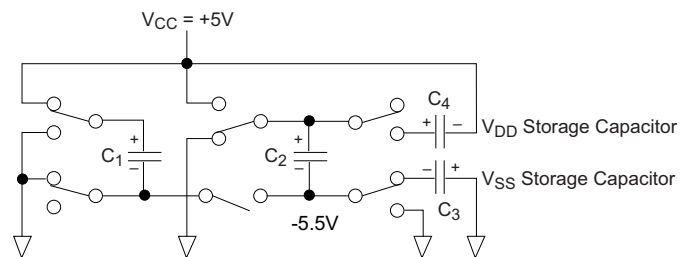 VCC = +5V
C4
+ −
VDD Storage Capacitor
+
C1
−
+
C2
−
− +
VSS Storage Capacitor
C3
-5.5V